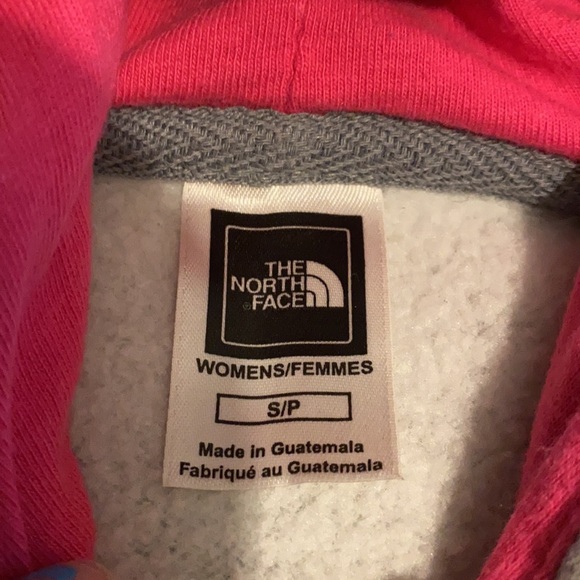 THE
NORTH
FACE
WOMENS/FEMMES
S/P
Made in Guatemala
Fabriqué au Guatemala